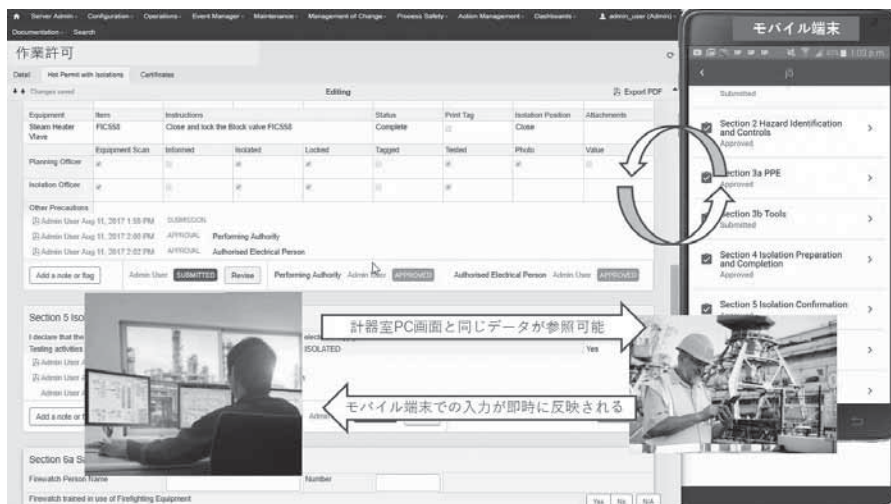 Server Admin Configuration Operations Event Manager Maintenance Management of Change Process Safety Action Management Dashboards admin_user (Admin)
Documentation Search
作業許可
Detail Hot Permit with Isolations Certificates
Changes saved Editing Export PDF
Equipment Item Instructions Status Print Tag Isolation Position Attachments
Steam Heater Vlave FIC558 Close and lock the Block valve FIC558 Complete Close
Equipment Scan Informed Isolated Locked Tagged Tested Photo Value
Planning Officer
Isolation Officer
Other Precautions
Admin User Aug 11, 2017 1:59 PM SUBMISSION
Admin User Aug 11, 2017 2:00 PM APPROVAL Performing Authority
Admin User Aug 11, 2017 2:02 PM APPROVAL Authorised Electrical Person
Add a note or flag Admin User SUBMITTED Revise Performing Authority Admin User APPROVED Authorised Electrical Person Admin User APPROVED
Section 5 Iso
I declare that the
Testing activities ISOLATED Yes
Admin User
Admin User
Admin User
Add a note or
Section 6a
Firewatch Person Name Number
Firewatch trained in use of Firefighting Equipment Yes No N/A
計器室PC画面と同じデータが参照可能
モバイル端末での入力が即時に反映される
モバイル端末
Submitted
Section 2 Hazard Identification
and Controls
Approved
Section 3a PPE
Approved
Section 3b Tools
Submitted
Section 4 Isolation Preparation
and Completion
Approved
Section 5 Isolation Confirmation